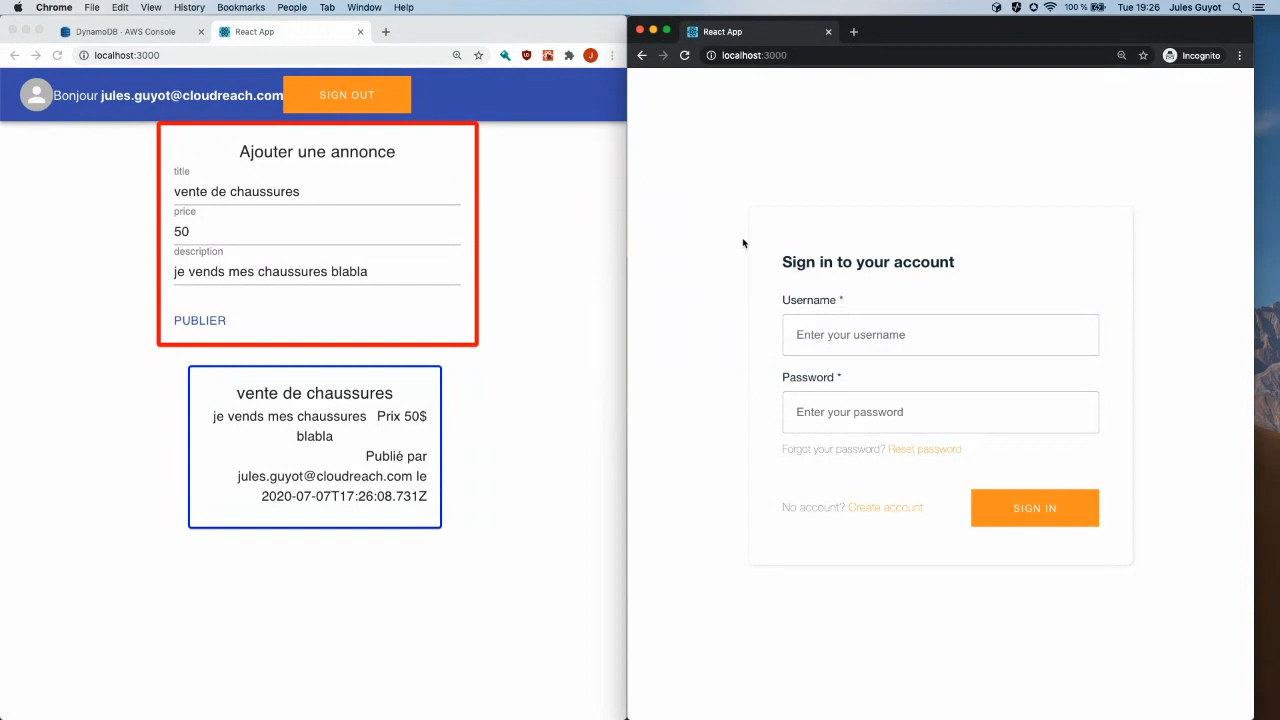 Chrome File Edit View History Bookmarks People Tab Window Help
100 % Tue 19:26 Jules Guyot
DynamoDB - AWS Console
React App
localhost:3000
J
Bonjour jules.guyot@cloudreach.com
SIGN OUT
Ajouter une annonce
title
vente de chaussures
price
50
description
je vends mes chaussures blabla
PUBLIER
vente de chaussures
je vends mes chaussures Prix 50$
blabla
Publié par
jules.guyot@cloudreach.com le
2020-07-07T17:26:08.731Z
React App
localhost:3000
Incognito
Sign in to your account
Username *
Enter your username
Password *
Enter your password
Forgot your password? Reset password
No account? Create account
SIGN IN